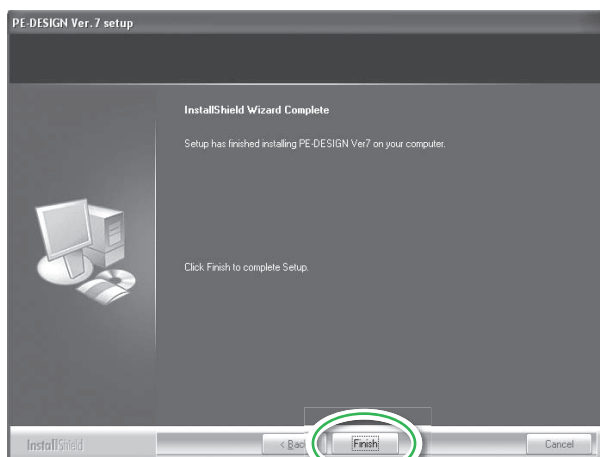 PE-DESIGN Ver. 7 setup
InstallShield Wizard Complete
Setup has finished installing PE-DESIGN Ver7 on your computer.
Click Finish to complete Setup.
InstallShield
< Bac Finish Cancel